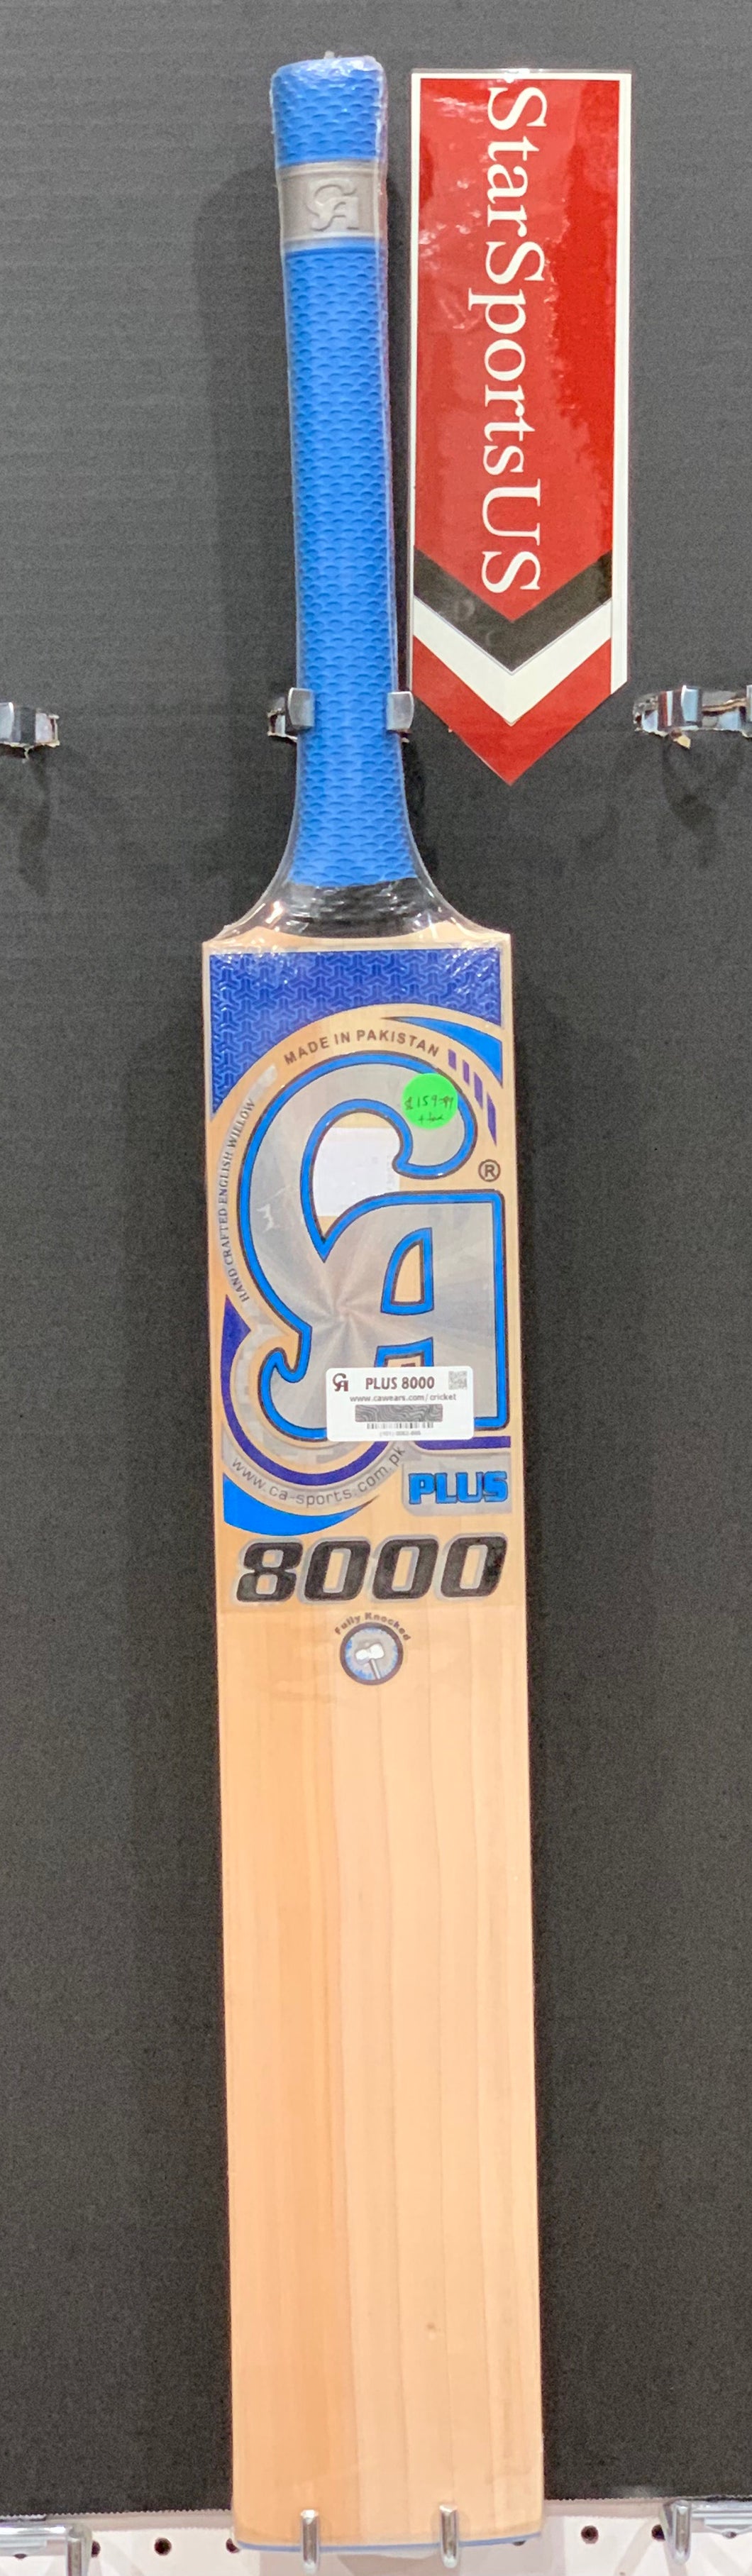 CA
StarSportsUS
MADE IN PAKISTAN
HAND CRAFTED ENGLISH WILLOW
$159.99
+ tax
®
CA
CA PLUS 8000
www.cawears.com/cricket
www.ca-sports.com.pk
PLUS
8000
Fully Knocked